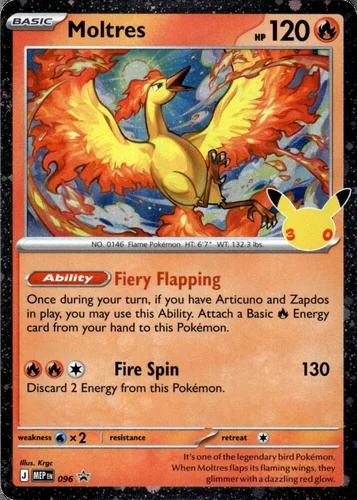 BASIC
Moltres
HP 120
30
NO. 0146 Flame Pokémon HT: 6'7" WT: 132.3 lbs.
Ability Fiery Flapping
Once during your turn, if you have Articuno and Zapdos
in play, you may use this Ability. Attach a Basic Energy
card from your hand to this Pokémon.
Fire Spin 130
Discard 2 Energy from this Pokémon.
weakness ×2 resistance retreat
Illus. Krgc
J MEP EN 096
It's one of the legendary bird Pokémon.
When Moltres flaps its flaming wings, they
glimmer with a dazzling red glow.